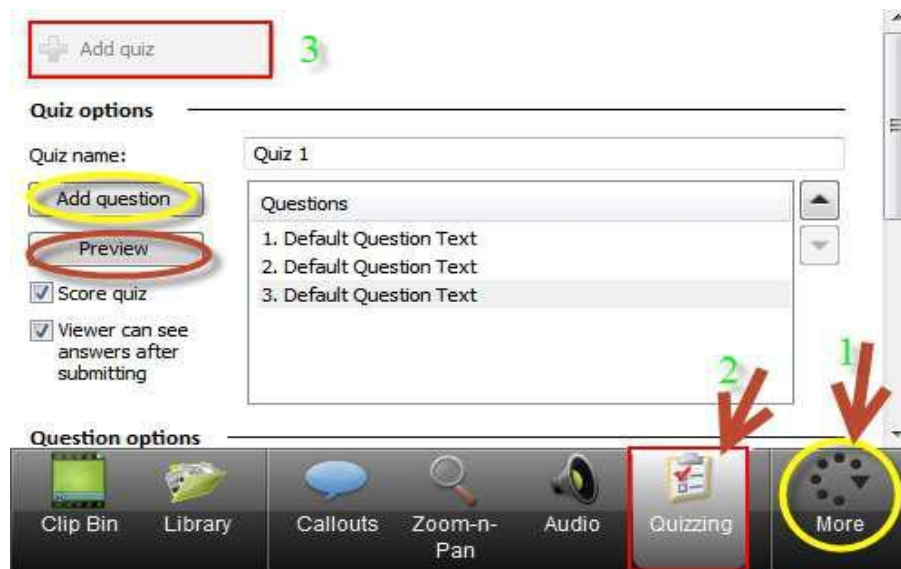 Add quiz
3
Quiz options
Quiz name:
Quiz 1
Add question
Questions
Preview
1. Default Question Text
2. Default Question Text
3. Default Question Text
Score quiz
Viewer can see
answers after
submitting
2
1
Question options
Clip Bin
Library
Callouts
Zoom-n-
Pan
Audio
Quizzing
More